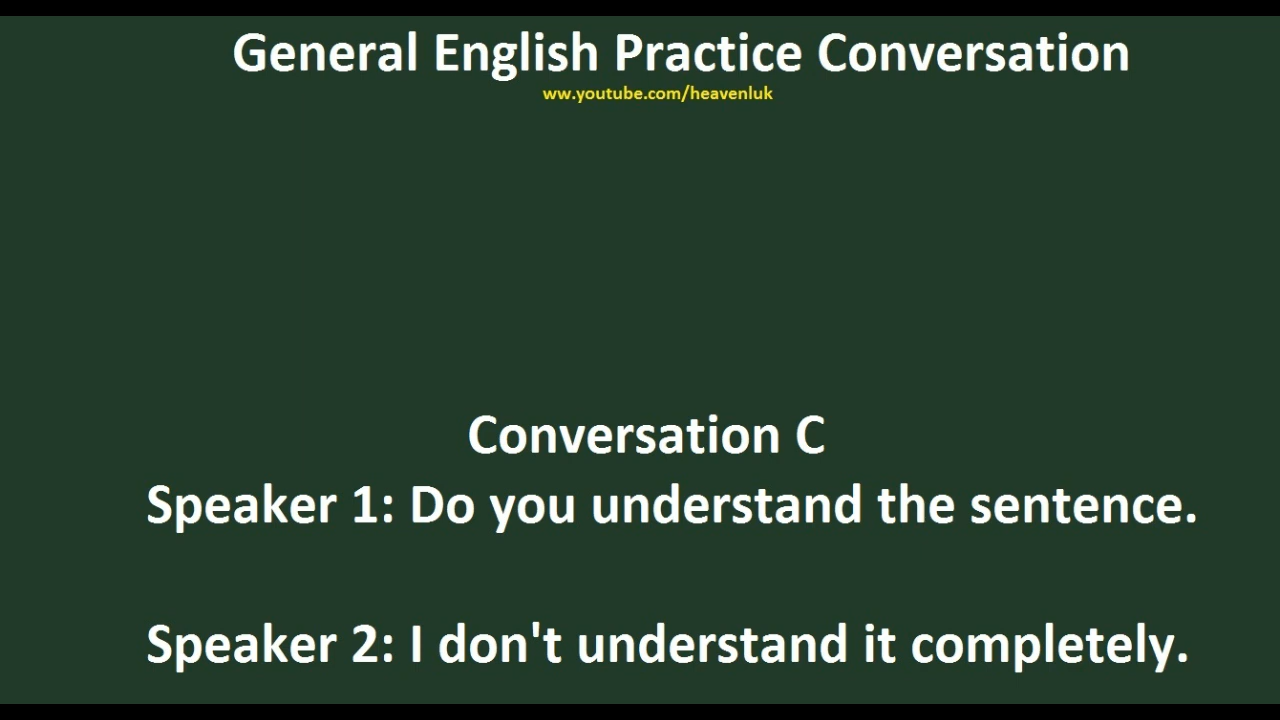 General English Practice Conversation
ww.youtube.com/heavenluk
Conversation C
Speaker 1: Do you understand the sentence.
Speaker 2: I don't understand it completely.